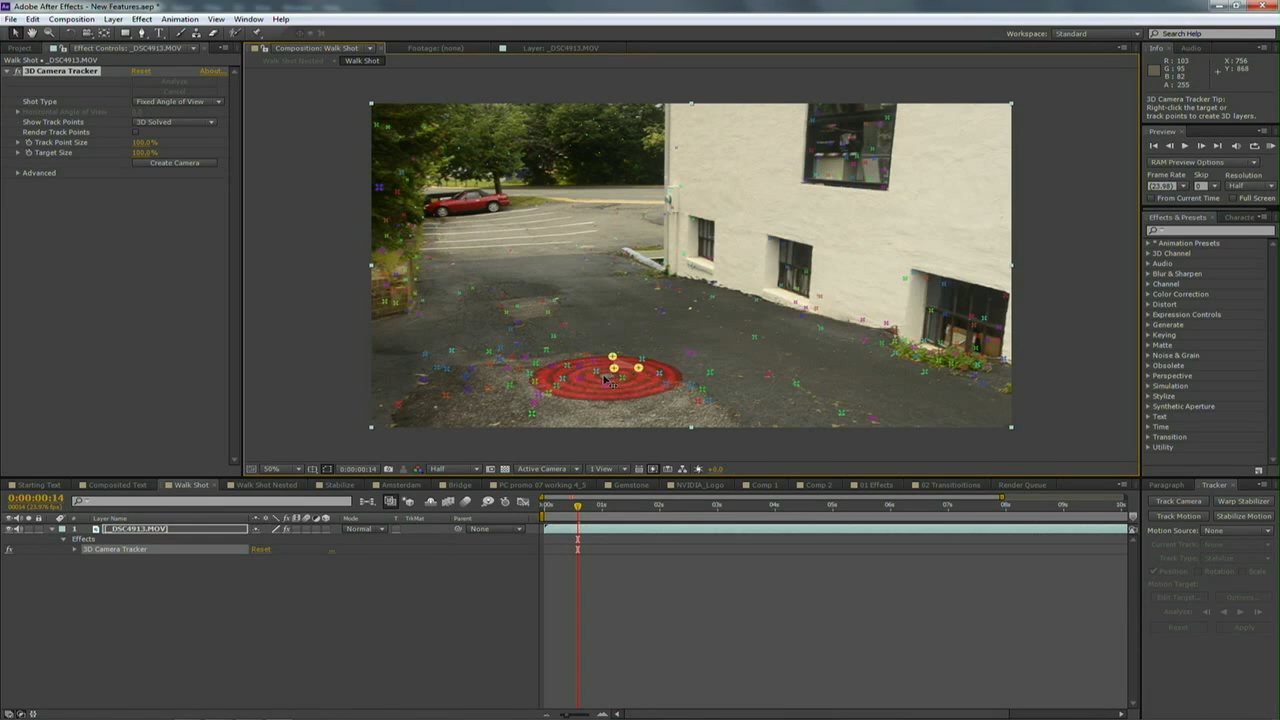 Adobe After Effects - New Features.aep *
File Edit Composition Layer Effect Animation View Window Help
Workspace: Standard
Search Help
Project Effect Controls: _DSC4913.MOV
Walk Shot • _DSC4913.MOV
3D Camera Tracker Reset About...
Analyze
Cancel
Shot Type Fixed Angle of View
Horizontal Angle of View
Show Track Points 3D Solved
Render Track Points
Track Point Size 100.0%
Target Size 100.0%
Create Camera
Advanced
Composition: Walk Shot Footage: (none) Layer: _DSC4913.MOV
Walk Shot Nested Walk Shot
50% 0:00:00:14 Half Active Camera 1 View +0.0
Info Audio
R : 103
G : 95
B : 82
A : 255
X : 756
Y : 868
3D Camera Tracker Tip:
Right-click the target or
track points to create 3D layers.
Preview
RAM Preview Options
Frame Rate Skip Resolution
(23.98) 0 Half
From Current Time Full Screen
Effects & Presets Characte
* Animation Presets
3D Channel
Audio
Blur & Sharpen
Channel
Color Correction
Distort
Expression Controls
Generate
Keying
Matte
Noise & Grain
Obsolete
Perspective
Simulation
Stylize
Synthetic Aperture
Text
Time
Transition
Utility
Starting Text Composited Text Walk Shot Walk Shot Nested Stabilize Amsterdam Bridge PC promo 07 working 4_5 Gemstone NVIDIA_Logo Comp 1 Comp 2 01 Effects 02 Transitoitions Render Queue
0:00:00:14
00014 (23.976 fps)
# Layer Name Mode T TrkMat Parent
1 [_DSC4913.MOV] Normal None
Effects
fx 3D Camera Tracker Reset
:00s 01s 02s 03s 04s 05s 06s 07s 08s 09s 10s
Paragraph Tracker
Track Camera Warp Stabilizer
Track Motion Stabilize Motion
Motion Source: None
Current Track: None
Track Type: Stabilize
Position Rotation Scale
Motion Target:
Edit Target... Options...
Analyze:
Reset Apply